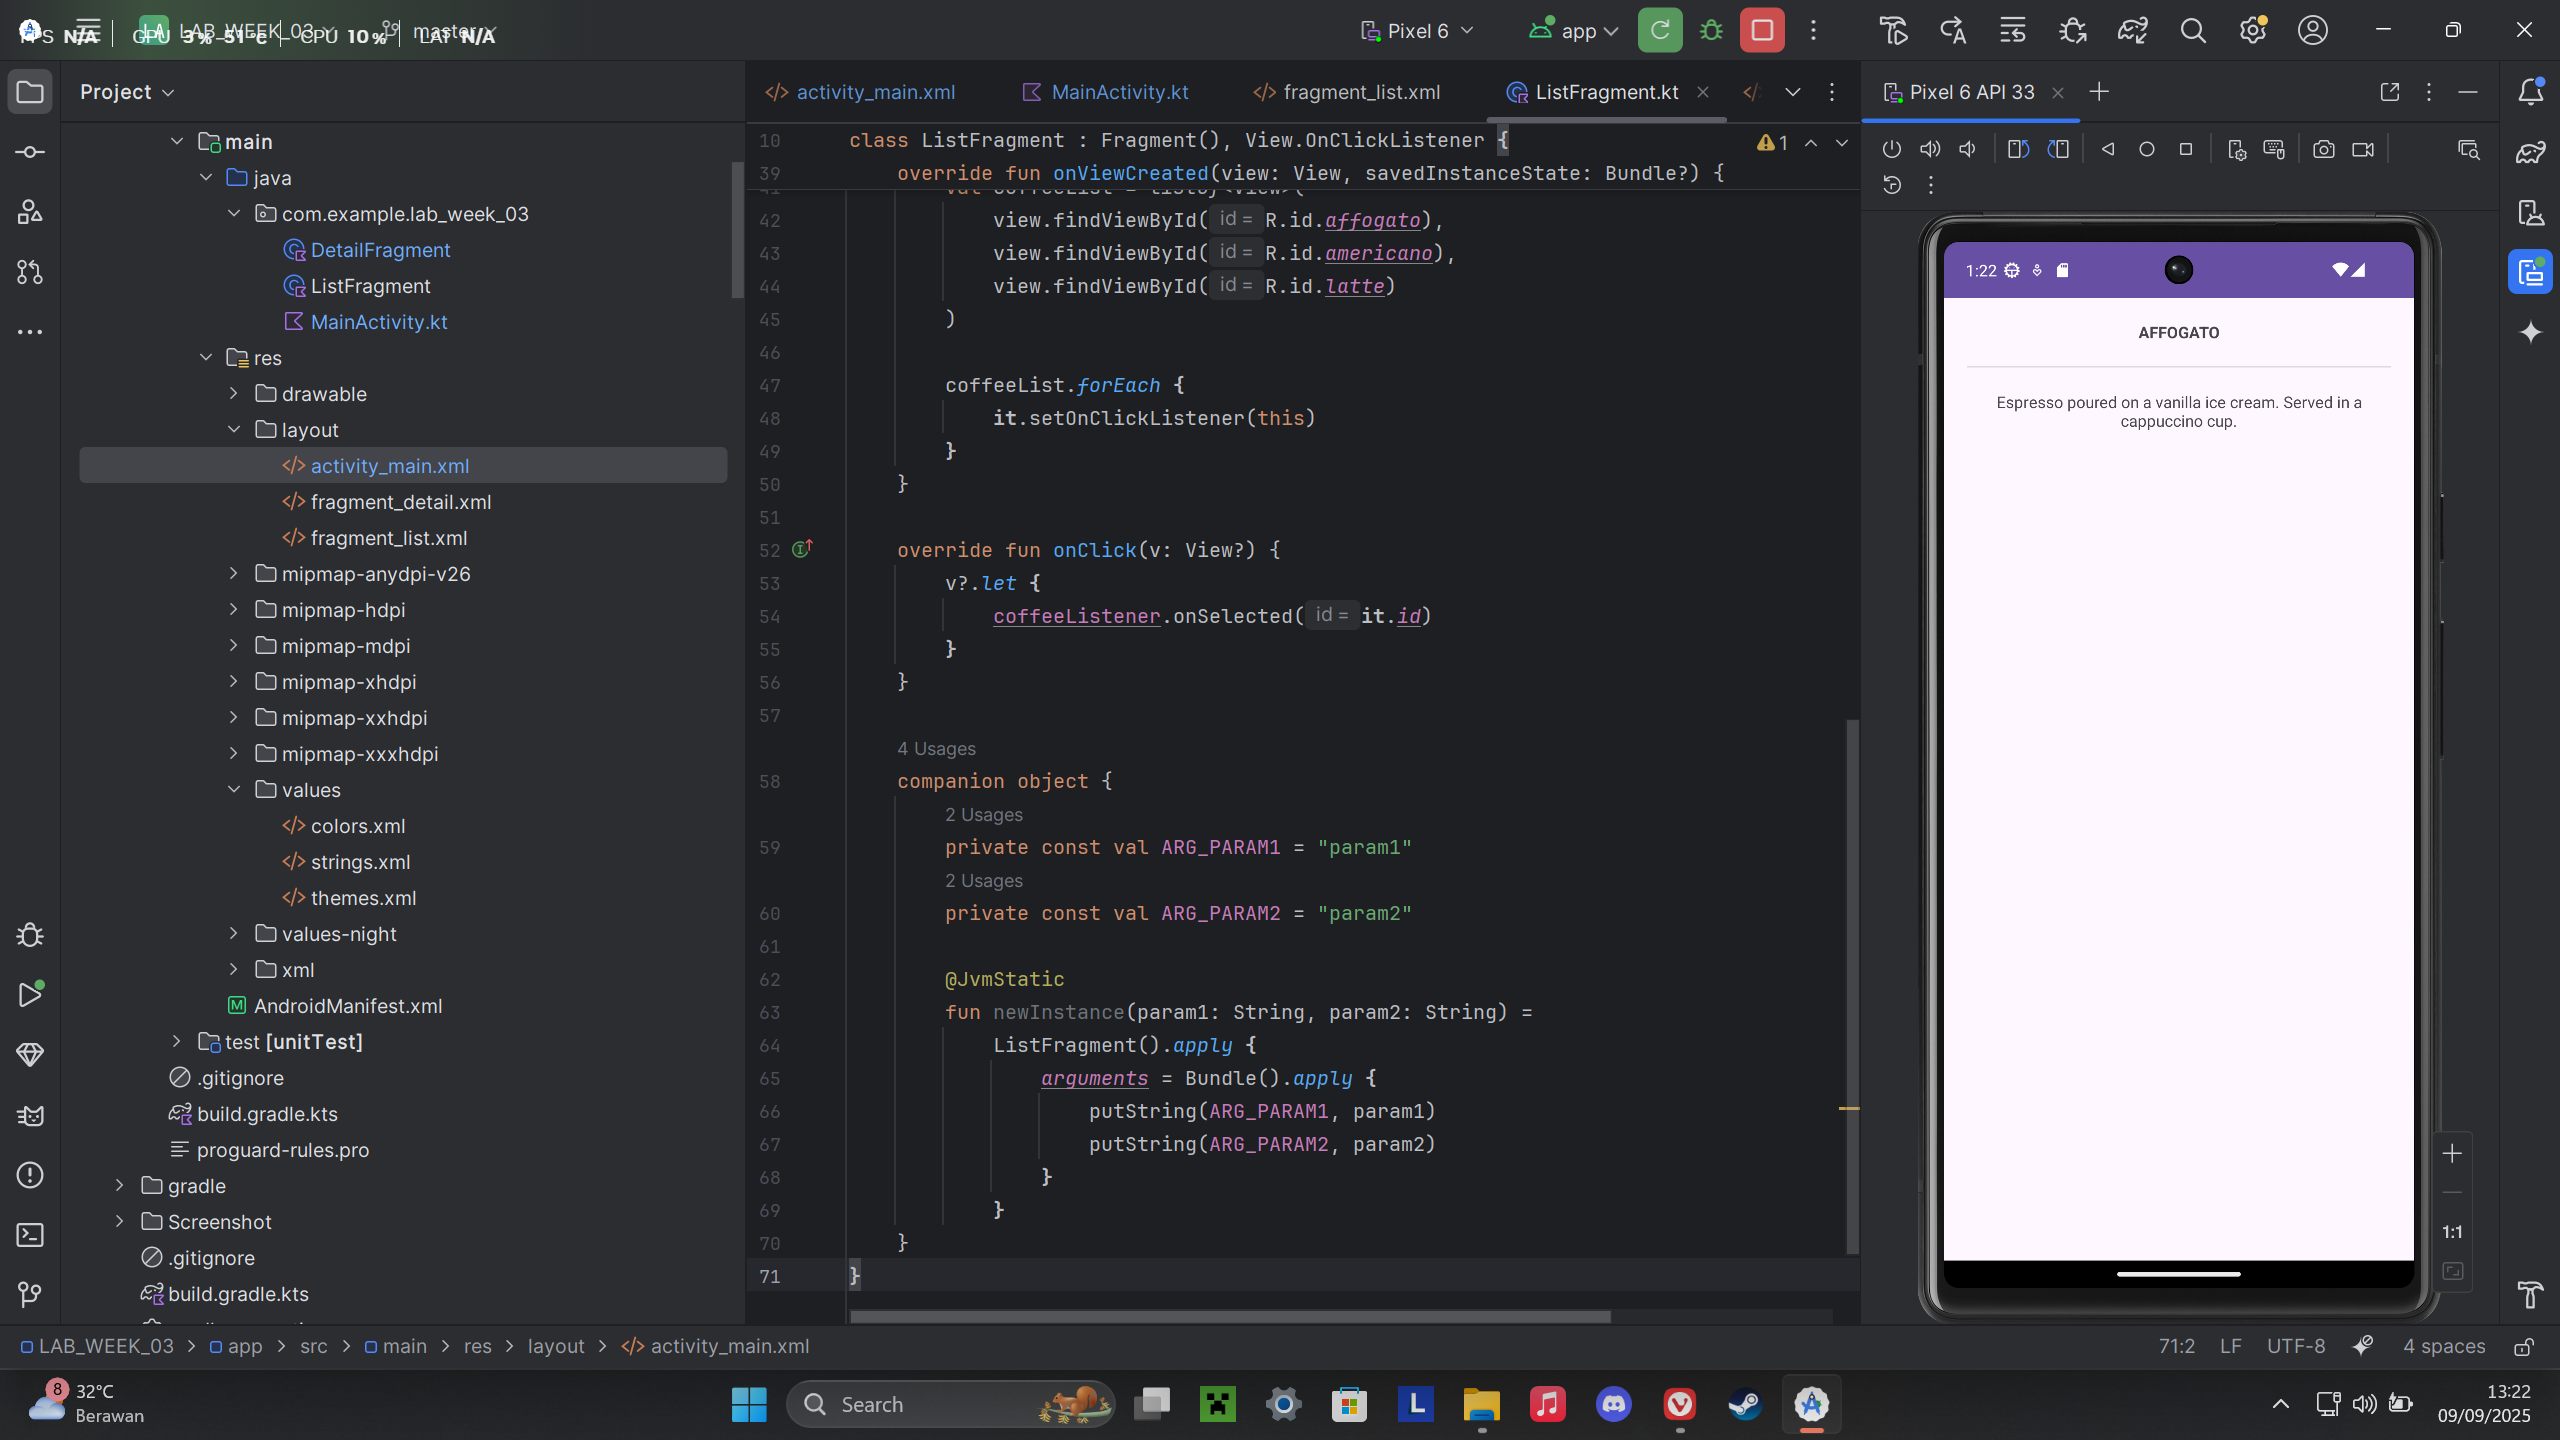 FPS N/A GPU 3% 51°C CPU 10% LAT N/A
LA LAB_WEEK_03 master
Pixel 6 app
Project
activity_main.xml MainActivity.kt fragment_list.xml ListFragment.kt
Pixel 6 API 33
main
java
com.example.lab_week_03
DetailFragment
ListFragment
MainActivity.kt
res
drawable
layout
activity_main.xml
fragment_detail.xml
fragment_list.xml
mipmap-anydpi-v26
mipmap-hdpi
mipmap-mdpi
mipmap-xhdpi
mipmap-xxhdpi
mipmap-xxxhdpi
values
colors.xml
strings.xml
themes.xml
values-night
xml
AndroidManifest.xml
test [unitTest]
.gitignore
build.gradle.kts
proguard-rules.pro
gradle
Screenshot
.gitignore
build.gradle.kts
10 class ListFragment : Fragment(), View.OnClickListener {
1
39 override fun onViewCreated(view: View, savedInstanceState: Bundle?) {
42 view.findViewById( id = R.id.affogato),
43 view.findViewById( id = R.id.americano),
44 view.findViewById( id = R.id.latte)
45 )
46
47 coffeeList.forEach {
48 it.setOnClickListener(this)
49 }
50 }
51
52 override fun onClick(v: View?) {
53 v?.let {
54 coffeeListener.onSelected( id = it.id)
55 }
56 }
57
4 Usages
58 companion object {
2 Usages
59 private const val ARG_PARAM1 = "param1"
2 Usages
60 private const val ARG_PARAM2 = "param2"
61
62 @JvmStatic
63 fun newInstance(param1: String, param2: String) =
64 ListFragment().apply {
65 arguments = Bundle().apply {
66 putString(ARG_PARAM1, param1)
67 putString(ARG_PARAM2, param2)
68 }
69 }
70 }
71 }
1:22
AFFOGATO
Espresso poured on a vanilla ice cream. Served in a
cappuccino cup.
1:1
LAB_WEEK_03 > app > src > main > res > layout > activity_main.xml
71:2 LF UTF-8 4 spaces
8
32°C
Berawan
Search
L
13:22
09/09/2025